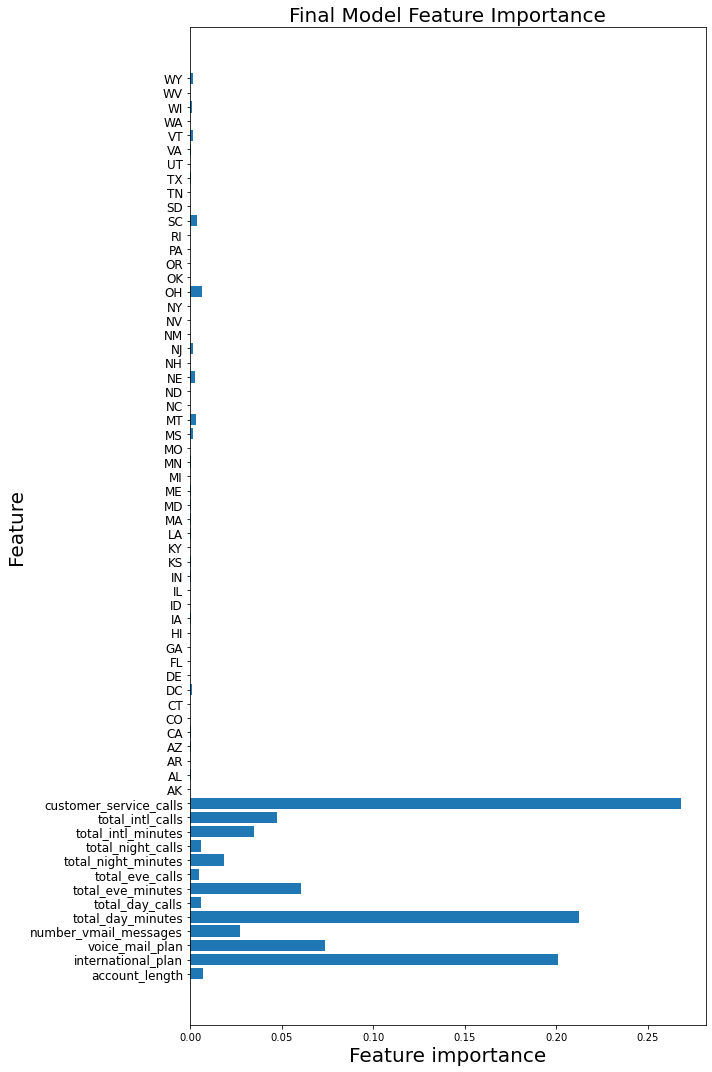 Final Model Feature Importance
WY
WV
WI
WA
VT
VA
UT
TX
TN
SD
SC
RI
PA
OR
OK
OH
NY
NV
NM
NJ
NH
NE
ND
NC
MT
MS
MO
MN
MI
ME
MD
MA
LA
KY
KS
IN
IL
ID
IA
HI
GA
FL
DE
DC
CT
CO
CA
AZ
AR
AL
AK
customer_service_calls
total_intl_calls
total_intl_minutes
total_night_calls
total_night_minutes
total_eve_calls
total_eve_minutes
total_day_calls
total_day_minutes
number_vmail_messages
voice_mail_plan
international_plan
account_length
Feature
0.00 0.05 0.10 0.15 0.20 0.25
Feature importance